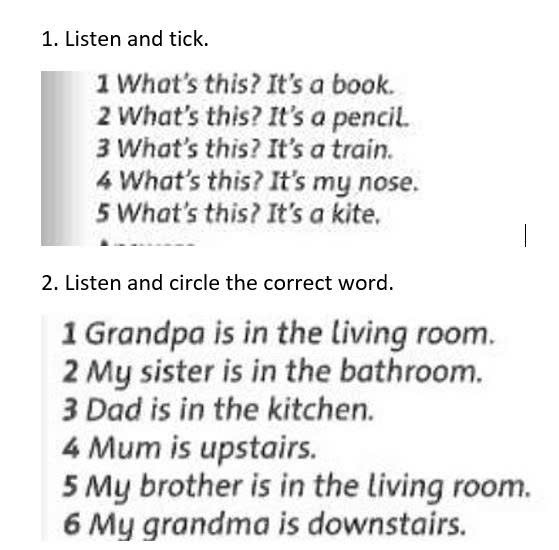 1. Listen and tick.
1 What's this? It's a book.
2 What's this? It's a pencil.
3 What's this? It's a train.
4 What's this? It's my nose.
5 What's this? It's a kite.
2. Listen and circle the correct word.
1 Grandpa is in the living room.
2 My sister is in the bathroom.
3 Dad is in the kitchen.
4 Mum is upstairs.
5 My brother is in the living room.
6 My grandma is downstairs.